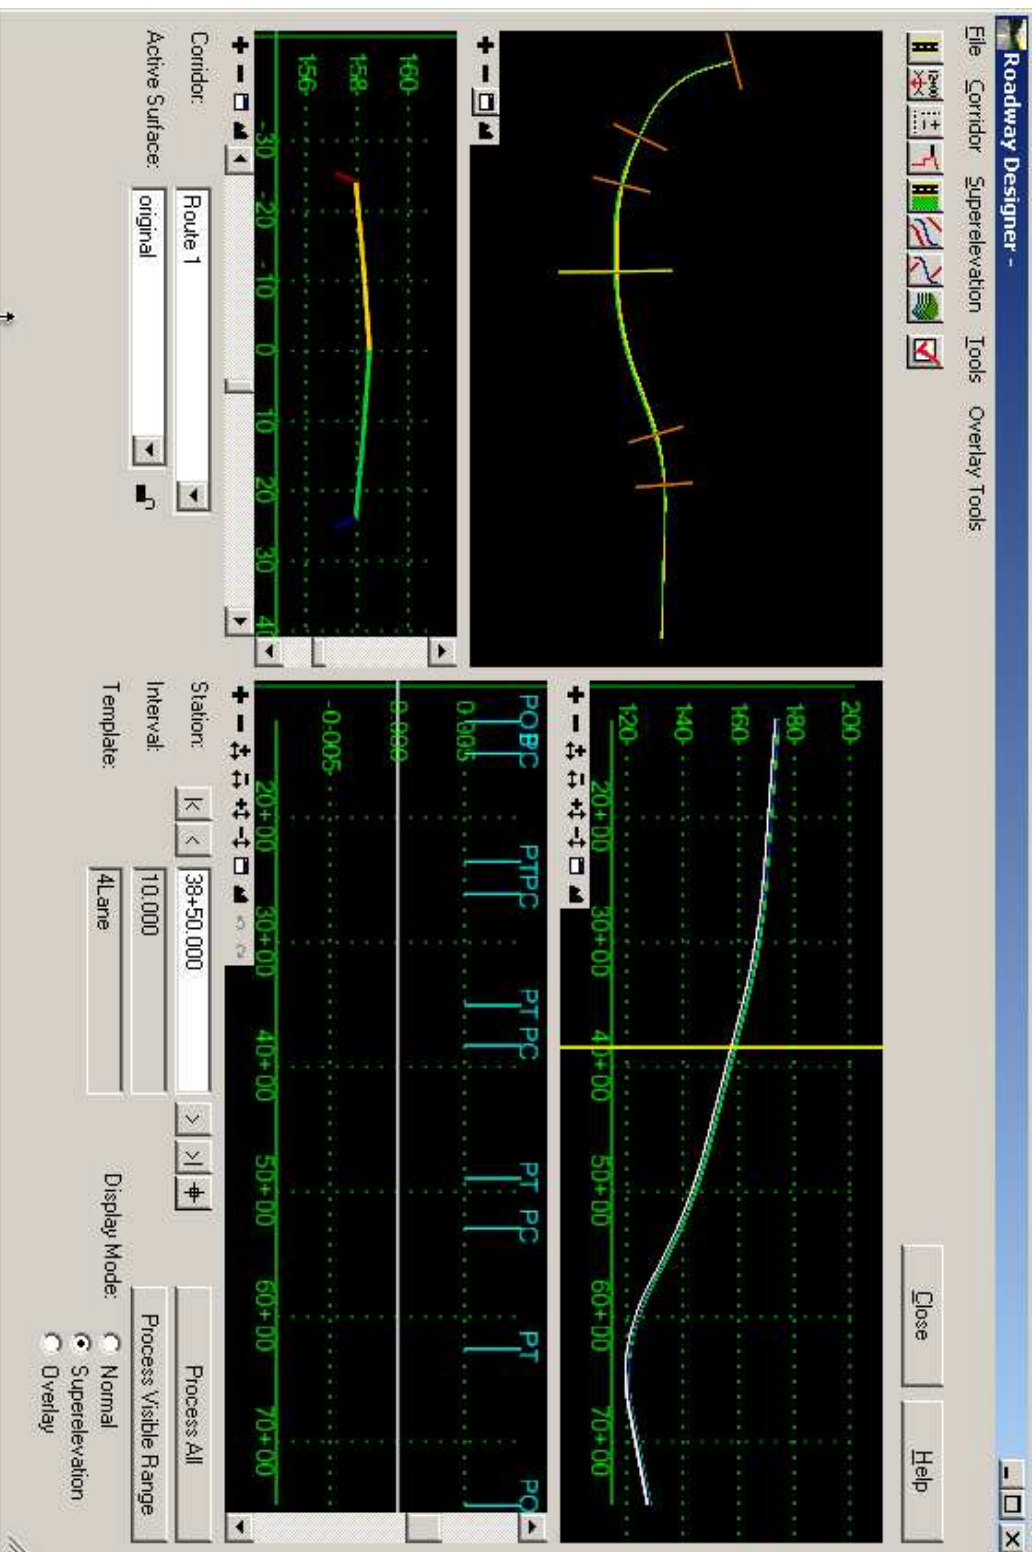 Roadway Designer -
File Corridor Superelevation Tools Overlay Tools
Close
Help
200
180
160
140
120
20+00 30+00 40+00 50+00 60+00 70+00
160
158
156
-30 -20 -10 0 10 20 30 40
PC PT PC PT PC PT PC PT PO
0.005
0.000
-0.005
20+00 30+00 40+00 50+00 60+00 70+00
Corridor: Route 1
Active Surface: original
Station: |< < 38+50.000 > >|
Interval: 10.000
Template: 4Lane
Process All
Process Visible Range
Display Mode: Normal
Superelevation
Overlay